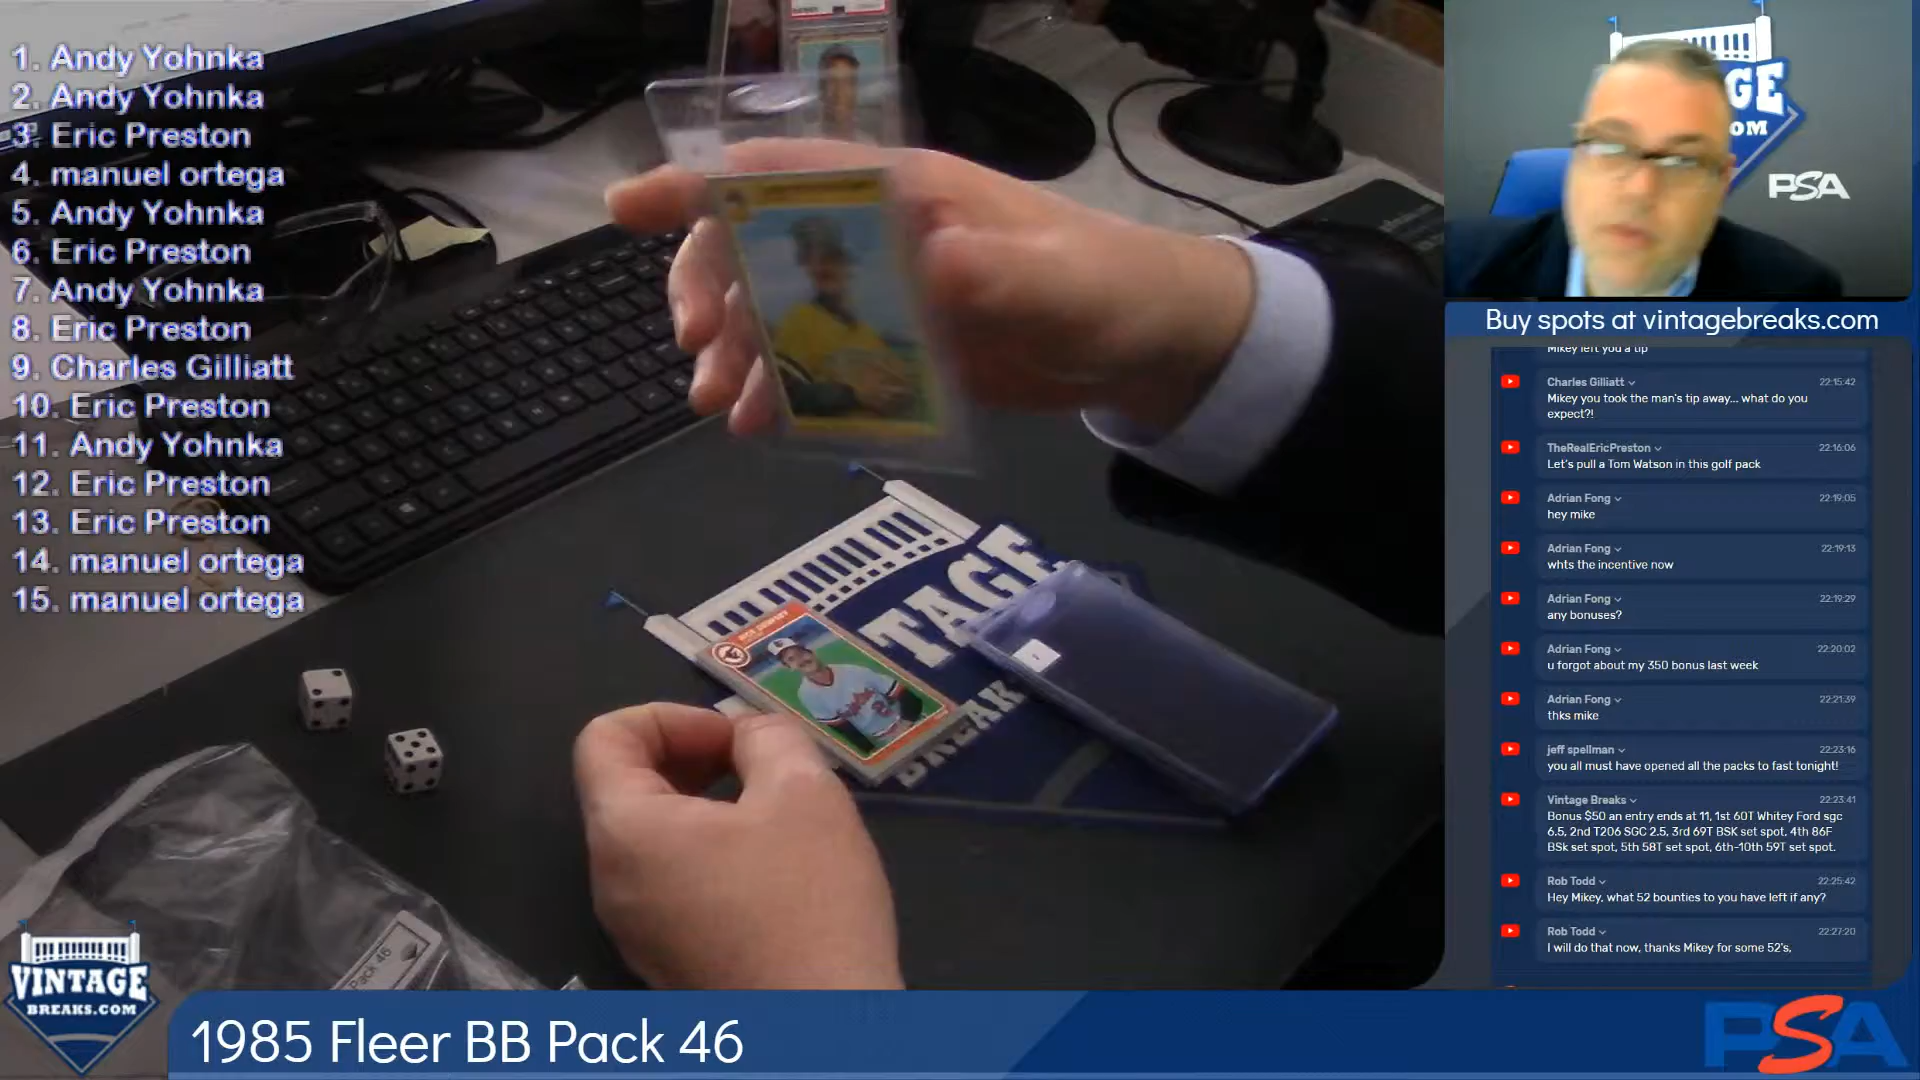 1. Andy Yohnka
2. Andy Yohnka
3. Eric Preston
4. manuel ortega
5. Andy Yohnka
6. Eric Preston
7. Andy Yohnka
8. Eric Preston
9. Charles Gilliatt
10. Eric Preston
11. Andy Yohnka
12. Eric Preston
13. Eric Preston
14. manuel ortega
15. manuel ortega
TAGE
BREAK
Pack 46
VINTAGE
BREAKS.COM
1985 Fleer BB Pack 46
GE
OM
PSA
Buy spots at vintagebreaks.com
Mikey left you a tip
Charles Gilliatt 22:15:42
Mikey you took the man's tip away... what do you
expect?!
TheRealEricPreston 22:16:06
Let's pull a Tom Watson in this golf pack
Adrian Fong 22:19:05
hey mike
Adrian Fong 22:19:13
whts the incentive now
Adrian Fong 22:19:29
any bonuses?
Adrian Fong 22:20:02
u forgot about my 350 bonus last week
Adrian Fong 22:21:39
thks mike
jeff spellman 22:23:16
you all must have opened all the packs to fast tonight!
Vintage Breaks 22:23:41
Bonus $50 an entry ends at 11, 1st 60T Whitey Ford sgc
6.5, 2nd T206 SGC 2.5, 3rd 69T BSK set spot, 4th 86F
BSk set spot, 5th 58T set spot, 6th-10th 59T set spot.
Rob Todd 22:25:42
Hey Mikey, what 52 bounties to you have left if any?
Rob Todd 22:27:20
I will do that now, thanks Mikey for some 52's,
PSA